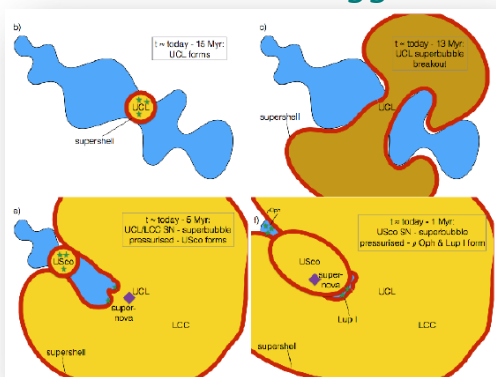 b)
t ~ today - 15 Myr:
UCL forms
UCL
supershell
c)
t ~ today - 13 Myr:
UCL superbubble
breakout
UCL
supershell
e)
t ~ today - 5 Myr:
UCL/LCC SN - superbubble
pressurised - USco forms
USco
UCL
super-
nova
LCC
supershell
f)
Oph
t ~ today - 1 Myr:
USco SN - superbubble
pressurised - ρ Oph & Lup I form
USco
super-
nova
UCL
Lup I
LCC
supershell